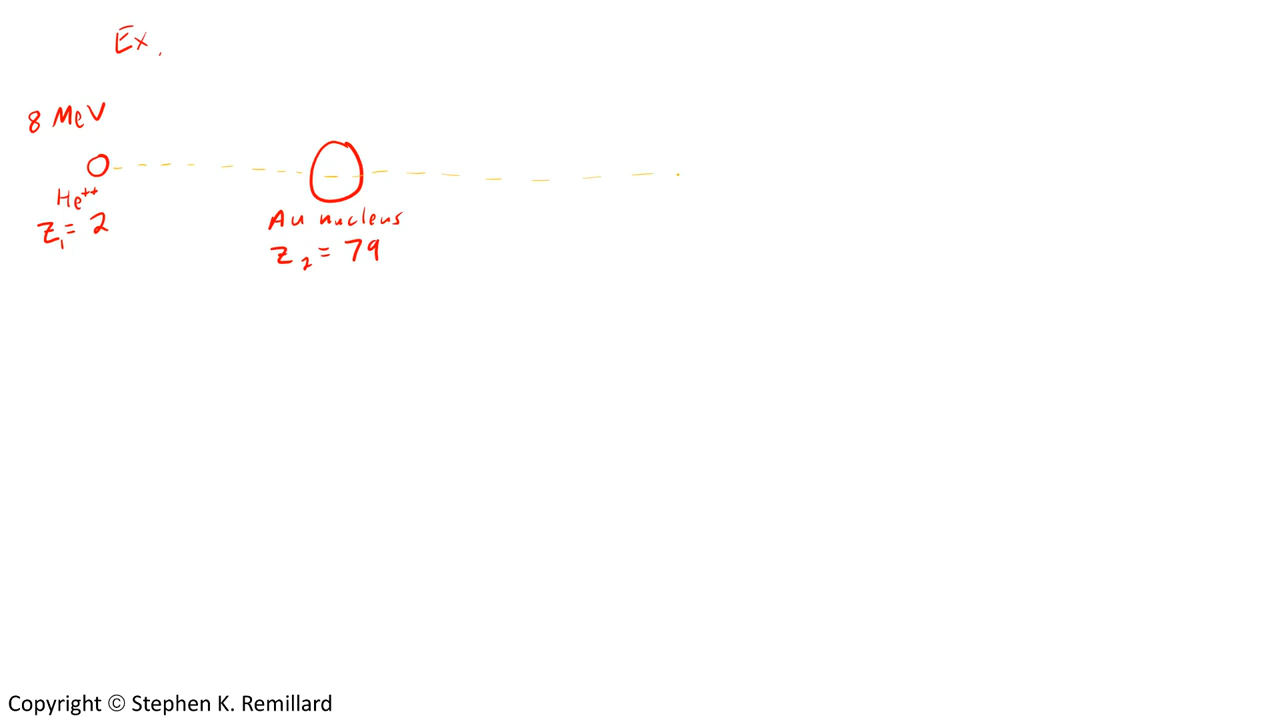 Ex.
8 MeV
He⁺⁺
Z₁ = 2
Au nucleus
Z₂ = 79
Copyright © Stephen K. Remillard